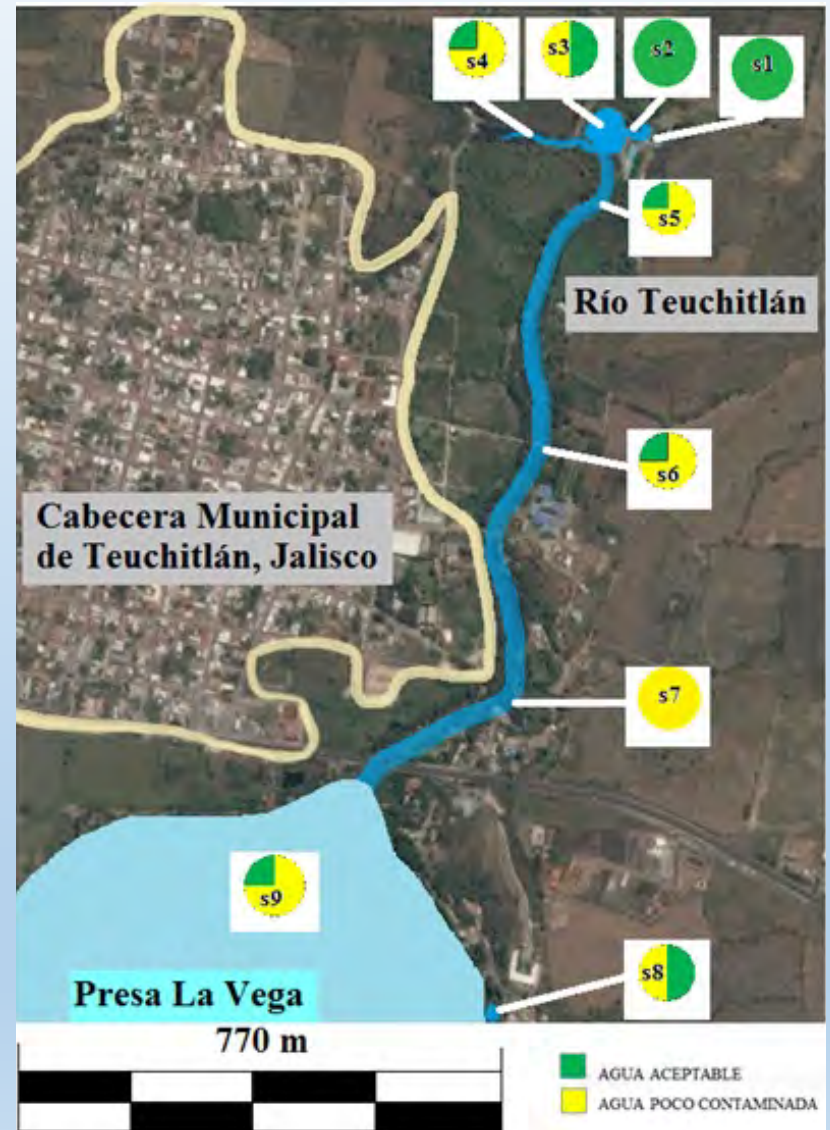 s4
s3
s2
s1
s5
Río Teuchitlán
s6
Cabecera Municipal
de Teuchitlán, Jalisco
s7
s9
s8
Presa La Vega
770 m
AGUA ACEPTABLE
AGUA POCO CONTAMINADA